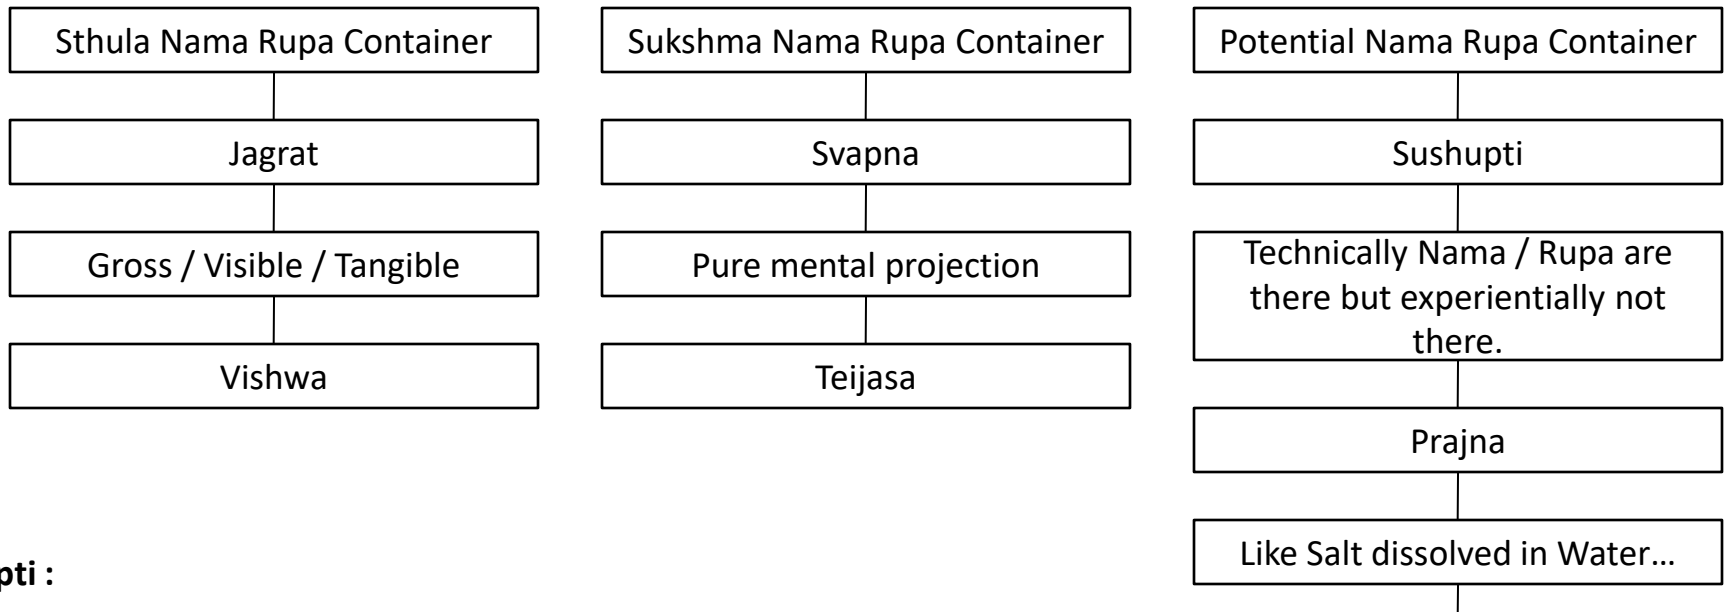 Sthula Nama Rupa Container
Jagrat
Gross / Visible / Tangible
Vishwa
Sukshma Nama Rupa Container
Svapna
Pure mental projection
Teijasa
Potential Nama Rupa Container
Sushupti
Technically Nama / Rupa are
there but experientially not
there.
Prajna
Like Salt dissolved in Water…
pti :